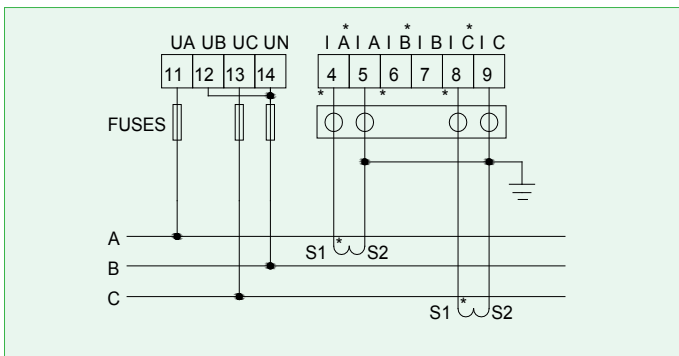 * * *
UA UB UC UN I A I A I B I B I C I C
11 12 13 14 4 5 6 7 8 9
* * *
FUSES
A
S1 * S2
B
C
S1 * S2